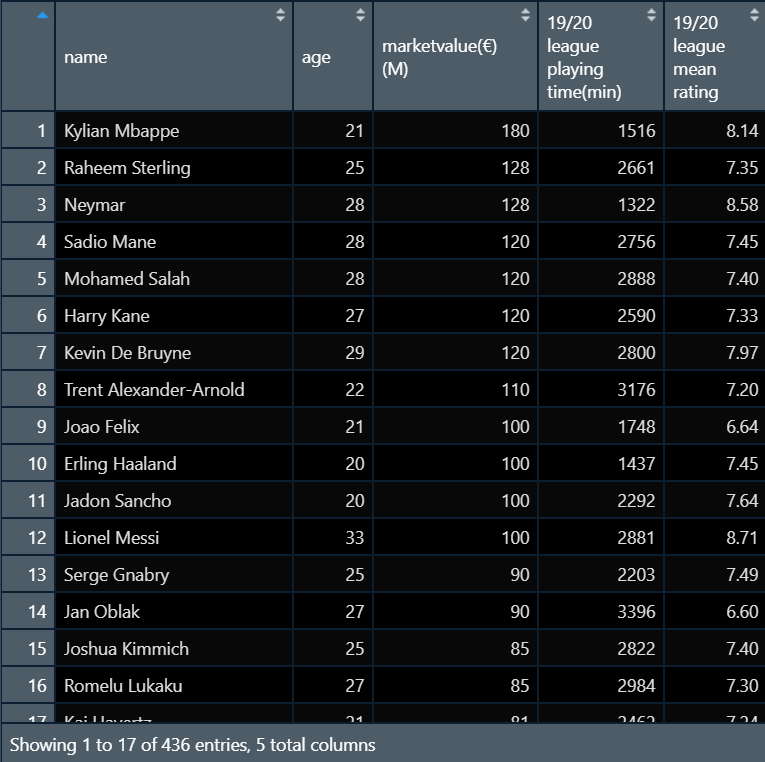 name age marketvalue(€)(M) 19/20 league playing time(min) 19/20 league mean rating
1 Kylian Mbappe 21 180 1516 8.14
2 Raheem Sterling 25 128 2661 7.35
3 Neymar 28 128 1322 8.58
4 Sadio Mane 28 120 2756 7.45
5 Mohamed Salah 28 120 2888 7.40
6 Harry Kane 27 120 2590 7.33
7 Kevin De Bruyne 29 120 2800 7.97
8 Trent Alexander-Arnold 22 110 3176 7.20
9 Joao Felix 21 100 1748 6.64
10 Erling Haaland 20 100 1437 7.45
11 Jadon Sancho 20 100 2292 7.64
12 Lionel Messi 33 100 2881 8.71
13 Serge Gnabry 25 90 2203 7.49
14 Jan Oblak 27 90 3396 6.60
15 Joshua Kimmich 25 85 2822 7.40
16 Romelu Lukaku 27 85 2984 7.30
17 Kai Havertz 21 81 2462 7.24
Showing 1 to 17 of 436 entries, 5 total columns